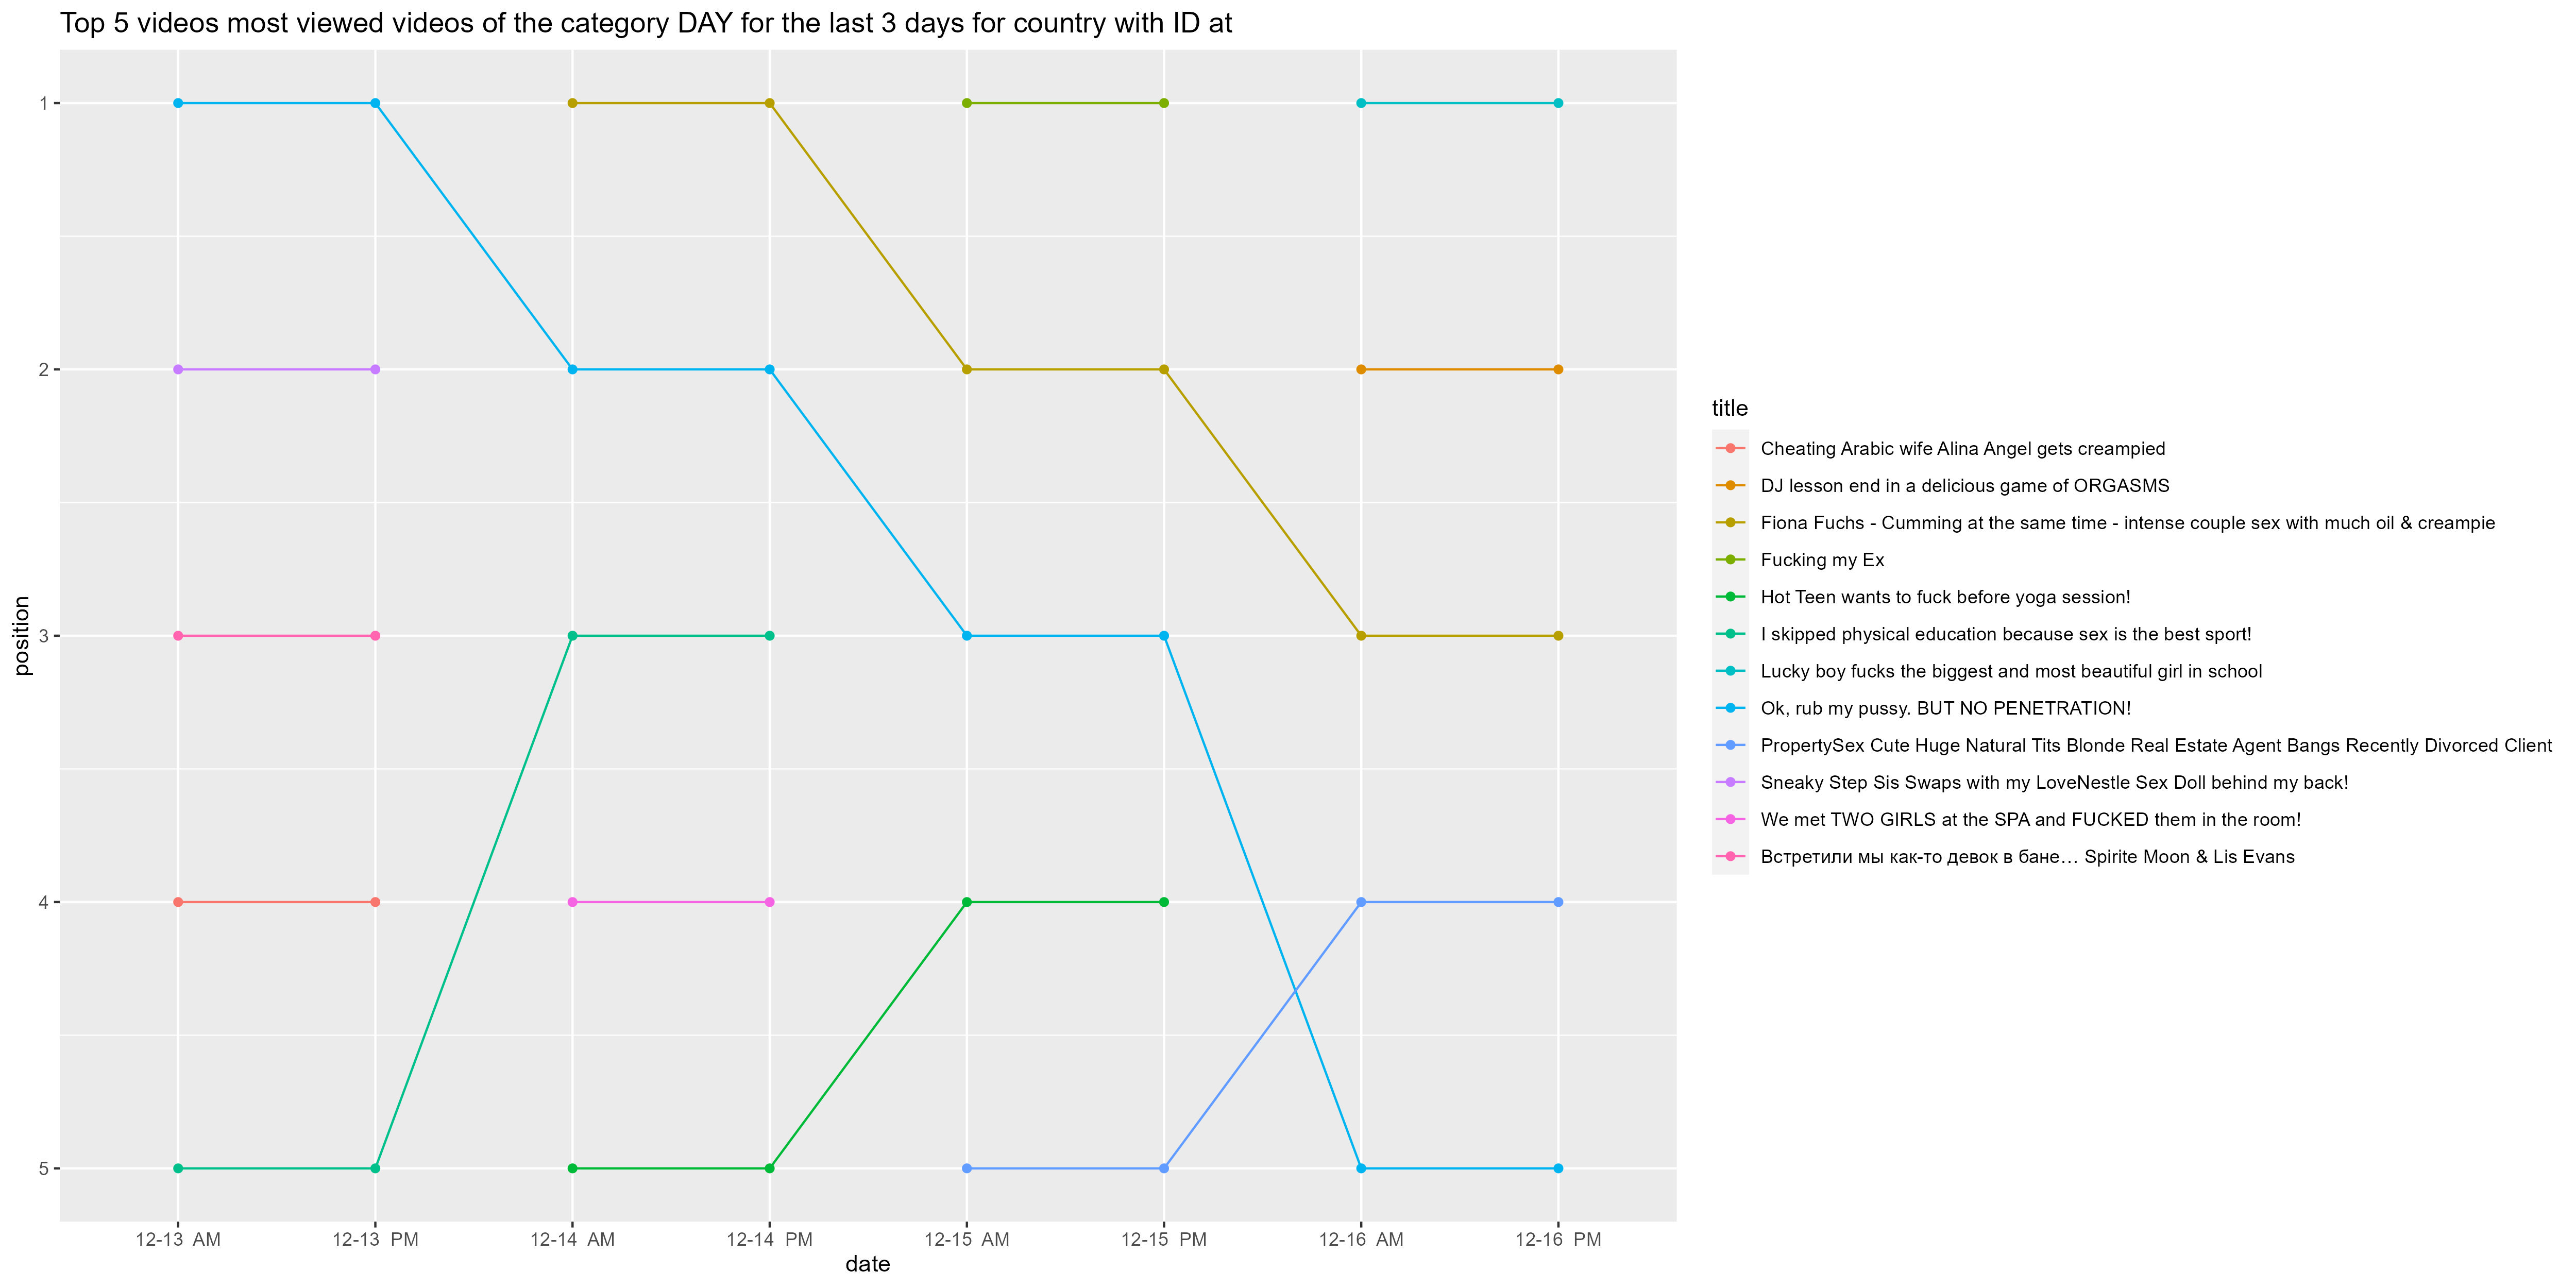 Top 5 videos most viewed videos of the category DAY for the last 3 days for country with ID at
position
1
2
3
4
5
12-13 AM
12-13 PM
12-14 AM
12-14 PM
12-15 AM
12-15 PM
12-16 AM
12-16 PM
date
title
Cheating Arabic wife Alina Angel gets creampied
DJ lesson end in a delicious game of ORGASMS
Fiona Fuchs - Cumming at the same time - intense couple sex with much oil & creampie
Fucking my Ex
Hot Teen wants to fuck before yoga session!
I skipped physical education because sex is the best sport!
Lucky boy fucks the biggest and most beautiful girl in school
Ok, rub my pussy. BUT NO PENETRATION!
PropertySex Cute Huge Natural Tits Blonde Real Estate Agent Bangs Recently Divorced Client
Sneaky Step Sis Swaps with my LoveNestle Sex Doll behind my back!
We met TWO GIRLS at the SPA and FUCKED them in the room!
Встретили мы как-то девок в бане… Spirite Moon & Lis Evans